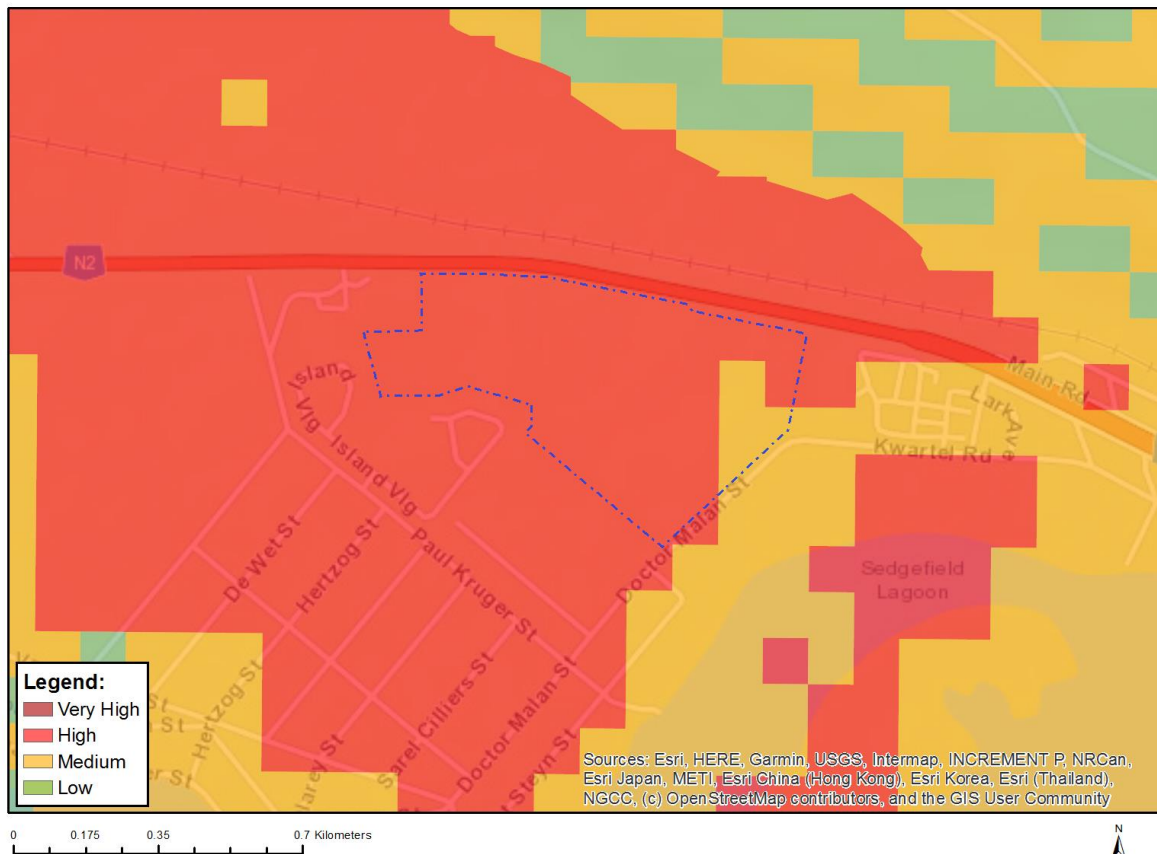 N2
Island
Vlg
Island Vlg
Main Rd
Lark Ave
Kwartel Rd
De Wet St
Hertzog St
Paul Kruger St
Doctor Malan St
Sedgefield
Lagoon
Hertzog St
Sarel Cilliers St
Doctor Malan St
Steyn St
St
St
St
Legend:
Very High
High
Medium
Low
Sources: Esri, HERE, Garmin, USGS, Intermap, INCREMENT P, NRCan,
Esri Japan, METI, Esri China (Hong Kong), Esri Korea, Esri (Thailand),
NGCC, (c) OpenStreetMap contributors, and the GIS User Community
0 0.175 0.35 0.7 Kilometers
N